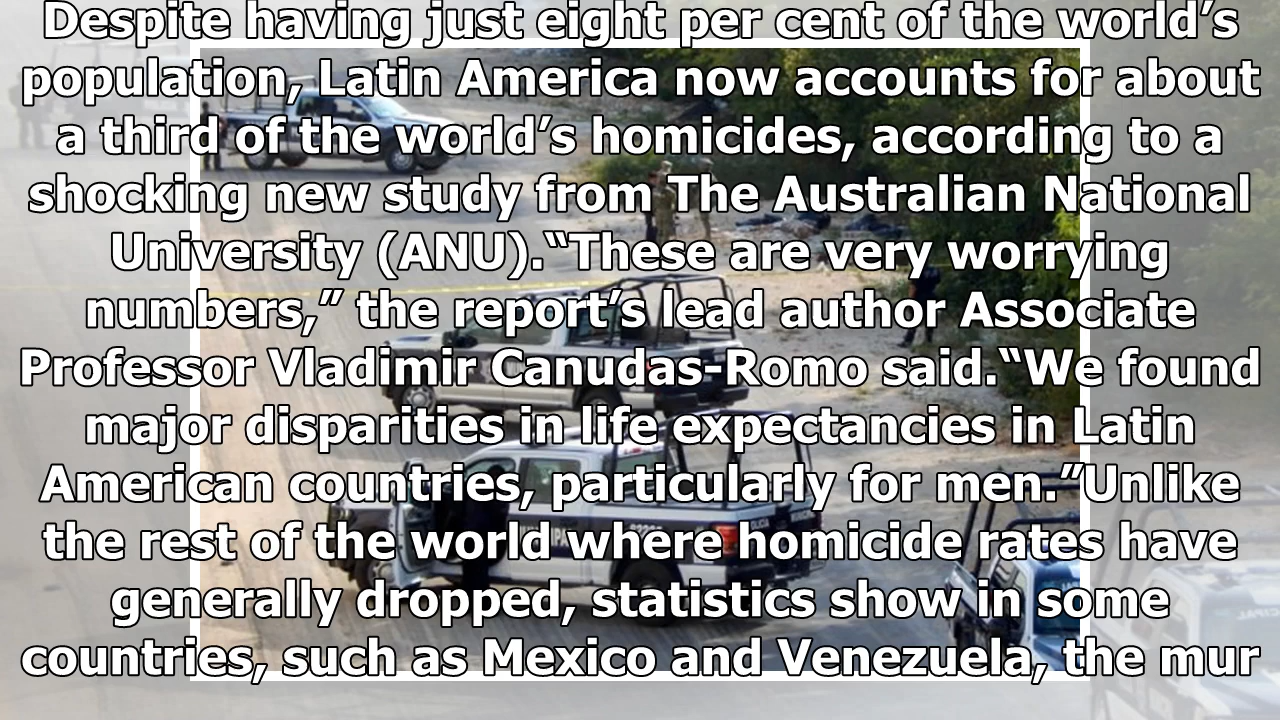 Despite having just eight per cent of the world’s
population, Latin America now accounts for about
a third of the world’s homicides, according to a
shocking new study from The Australian National
University (ANU).“These are very worrying
numbers,” the report’s lead author Associate
Professor Vladimir Canudas-Romo said.“We found
major disparities in life expectancies in Latin
American countries, particularly for men.”Unlike
the rest of the world where homicide rates have
generally dropped, statistics show in some
countries, such as Mexico and Venezuela, the mur